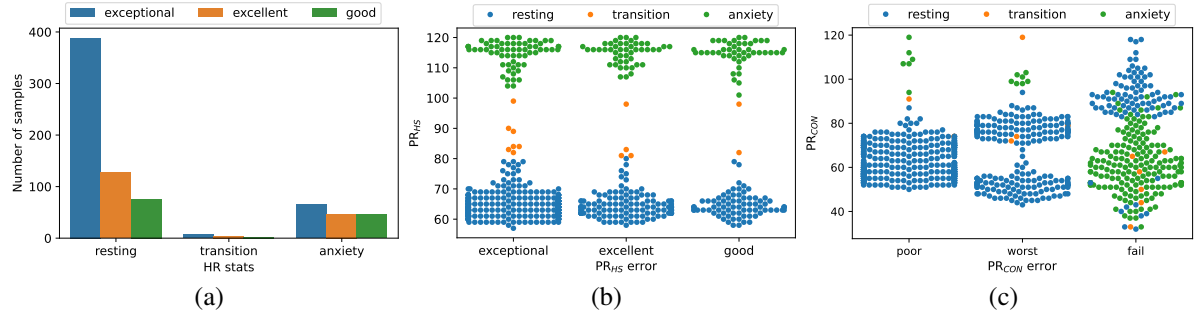 exceptional excellent good
400
300
200
100
0
Number of samples
resting transition anxiety
HR stats
(a)
resting transition anxiety
120
110
100
90
80
70
60
PR_HS
exceptional excellent good
PR_HS error
(b)
resting transition anxiety
120
100
80
60
40
PR_CON
poor worst fail
PR_CON error
(c)